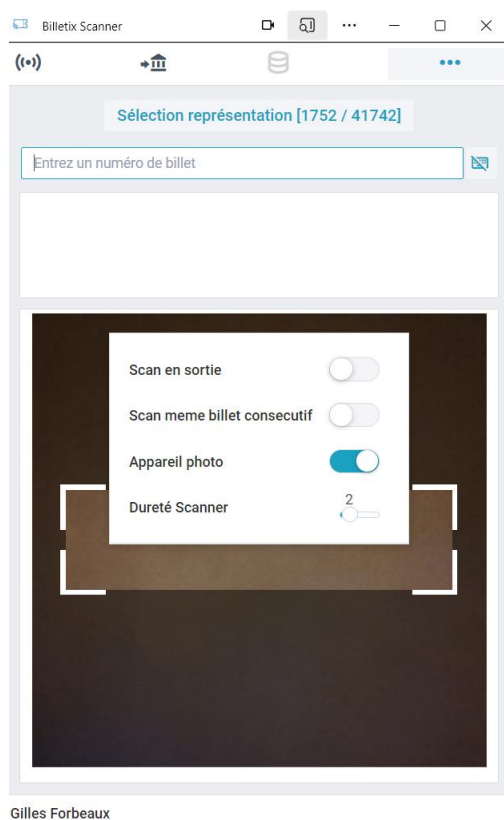 Billetix Scanner
Sélection représentation [1752 / 41742]
Entrez un numéro de billet
Scan en sortie
Scan meme billet consecutif
Appareil photo
Dureté Scanner
2
Gilles Forbeaux